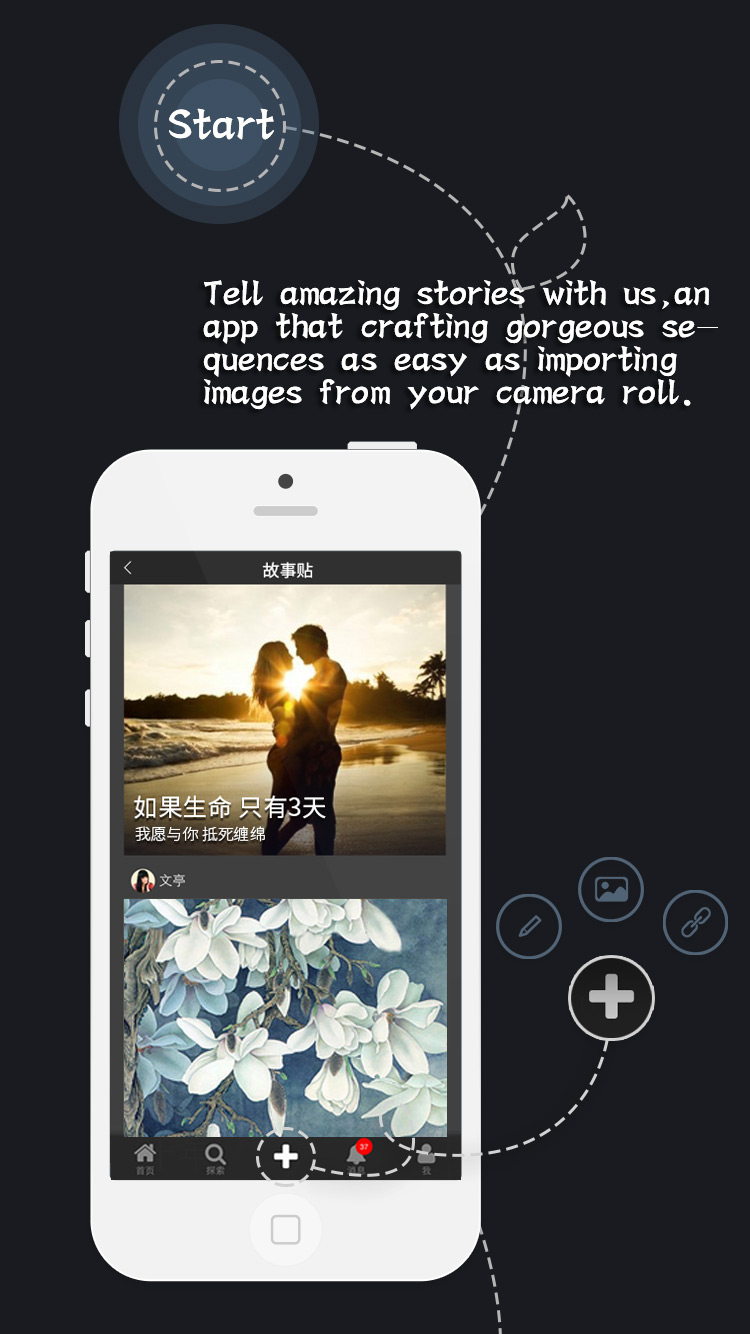 Start
Tell amazing stories with us,an
app that crafting gorgeous se—
quences as easy as importing
images from your camera roll.
故事贴
如果生命 只有3天
我愿与你 抵死缠绵
文亭
37
首页 探索 消息 我